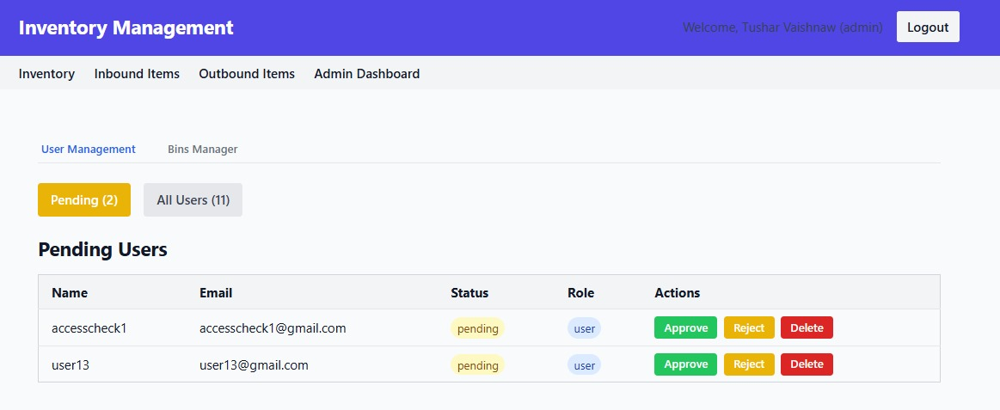 Inventory Management Welcome, Tushar Vaishnaw (admin) Logout
Inventory Inbound Items Outbound Items Admin Dashboard
User Management Bins Manager
Pending (2) All Users (11)
Pending Users
Name Email Status Role Actions
accesscheck1 accesscheck1@gmail.com pending user Approve Reject Delete
user13 user13@gmail.com pending user Approve Reject Delete